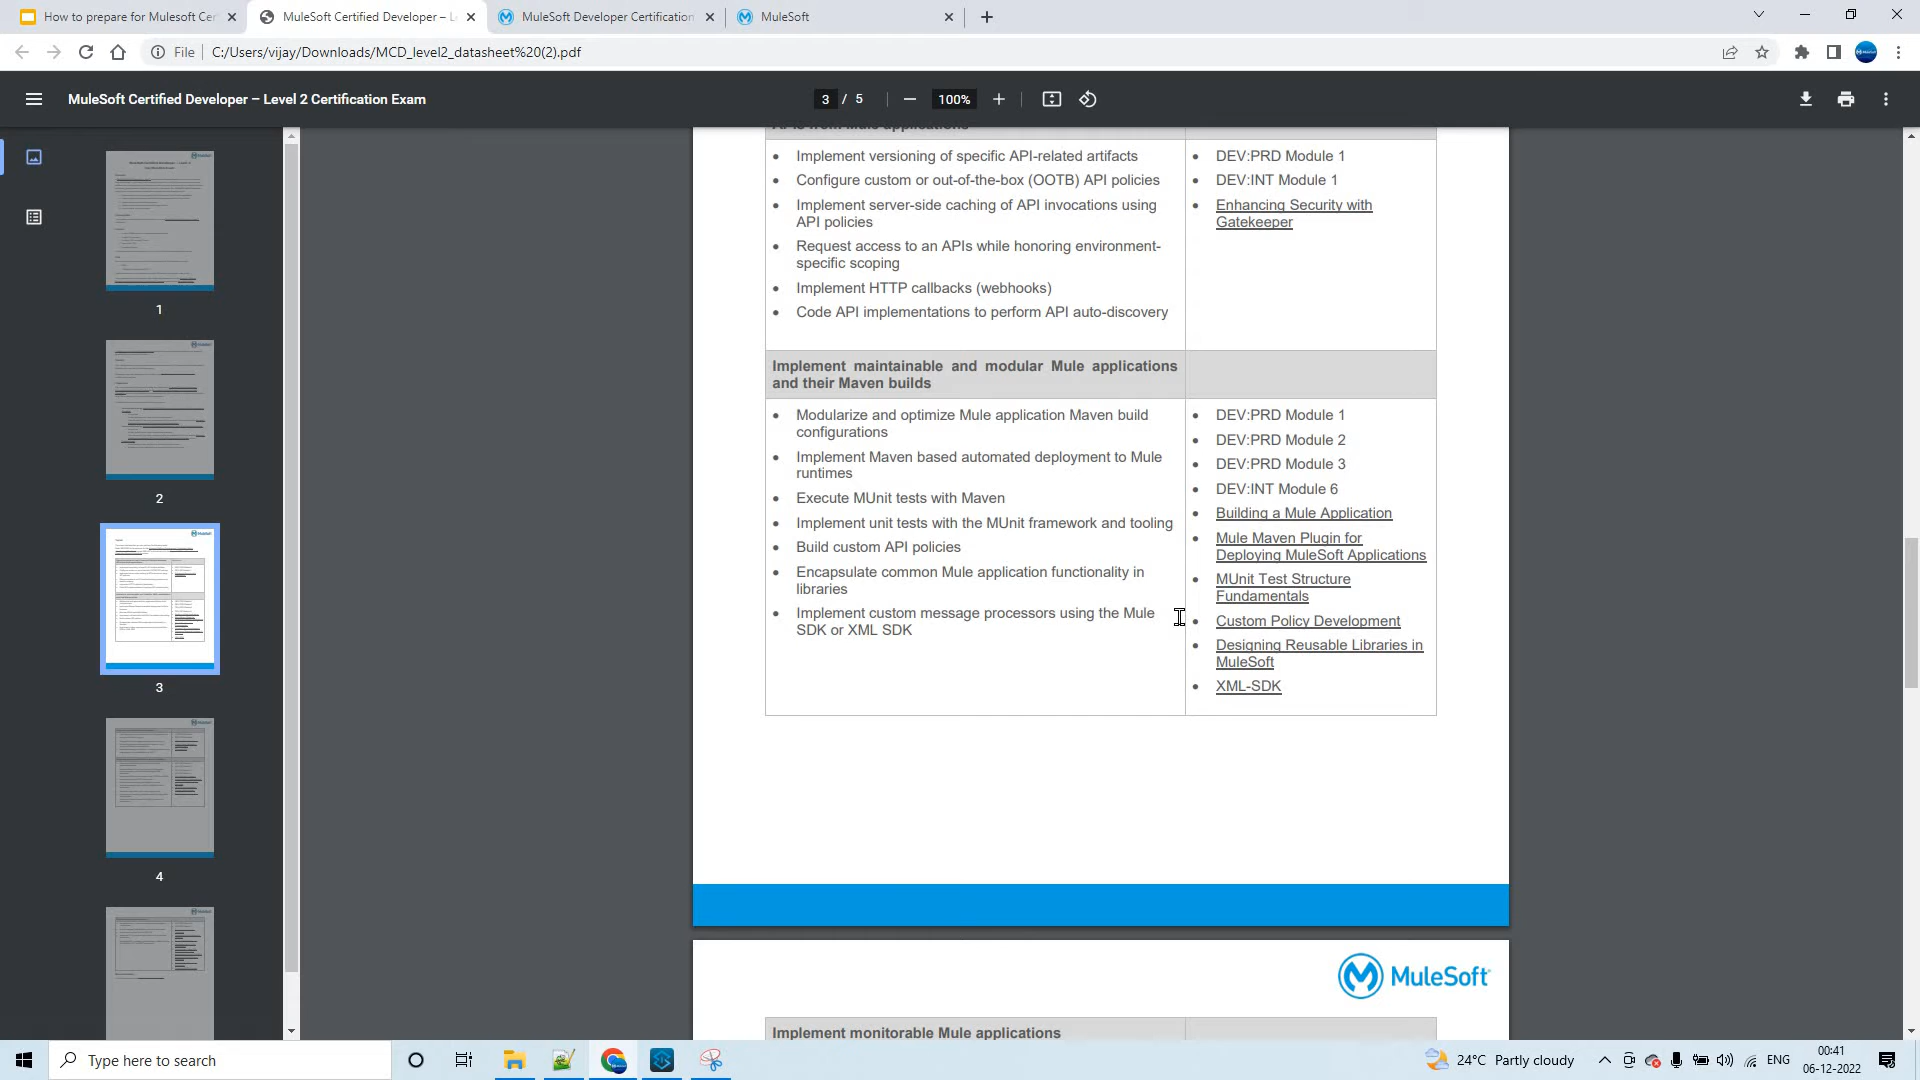 How to prepare for Mulesoft Cer
MuleSoft Certified Developer – L
MuleSoft Developer Certification
MuleSoft
File
C:/Users/vijay/Downloads/MCD_level2_datasheet%20(2).pdf
MuleSoft Certified Developer – Level 2 Certification Exam
3 / 5
100%
APIs from Mule applications
Implement versioning of specific API-related artifacts
Configure custom or out-of-the-box (OOTB) API policies
Implement server-side caching of API invocations using
API policies
Request access to an APIs while honoring environment-
specific scoping
Implement HTTP callbacks (webhooks)
Code API implementations to perform API auto-discovery
DEV:PRD Module 1
DEV:INT Module 1
Enhancing Security with
Gatekeeper
Implement maintainable and modular Mule applications
and their Maven builds
Modularize and optimize Mule application Maven build
configurations
Implement Maven based automated deployment to Mule
runtimes
Execute MUnit tests with Maven
Implement unit tests with the MUnit framework and tooling
Build custom API policies
Encapsulate common Mule application functionality in
libraries
Implement custom message processors using the Mule
SDK or XML SDK
DEV:PRD Module 1
DEV:PRD Module 2
DEV:PRD Module 3
DEV:INT Module 6
Building a Mule Application
Mule Maven Plugin for
Deploying MuleSoft Applications
MUnit Test Structure
Fundamentals
Custom Policy Development
Designing Reusable Libraries in
MuleSoft
XML-SDK
MuleSoft
Implement monitorable Mule applications
1
2
3
4
Type here to search
24°C Partly cloudy
ENG
00:41
06-12-2022